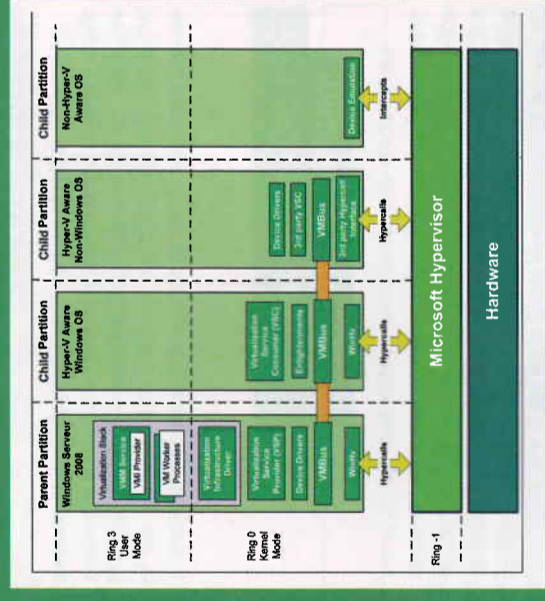 Parent Partition
Child Partition
Child Partition
Child Partition
Windows Serveur
2008
Hyper-V Aware
Windows OS
Hyper-V Aware
Non-Windows OS
Non-Hyper-V
Aware OS
Ring 3
User
Mode
Virtualization Stack
VMM Service
VMI Provider
VM Worker
Processes
Ring 0
Kernel
Mode
Virtualization
Infrastructure
Driver
Virtualization
Service
Provider (VSP)
Device Drivers
VMBus
WinHv
Virtualization
Service
Consumer (VSC)
Enlightenments
VMBus
WinHv
Device Drivers
3rd party VSC
VMBus
3rd party Hypercall
Interface
Device Emulation
Hypercalls
Hypercalls
Hypercalls
Intercepts
Ring -1
Microsoft Hypervisor
Hardware